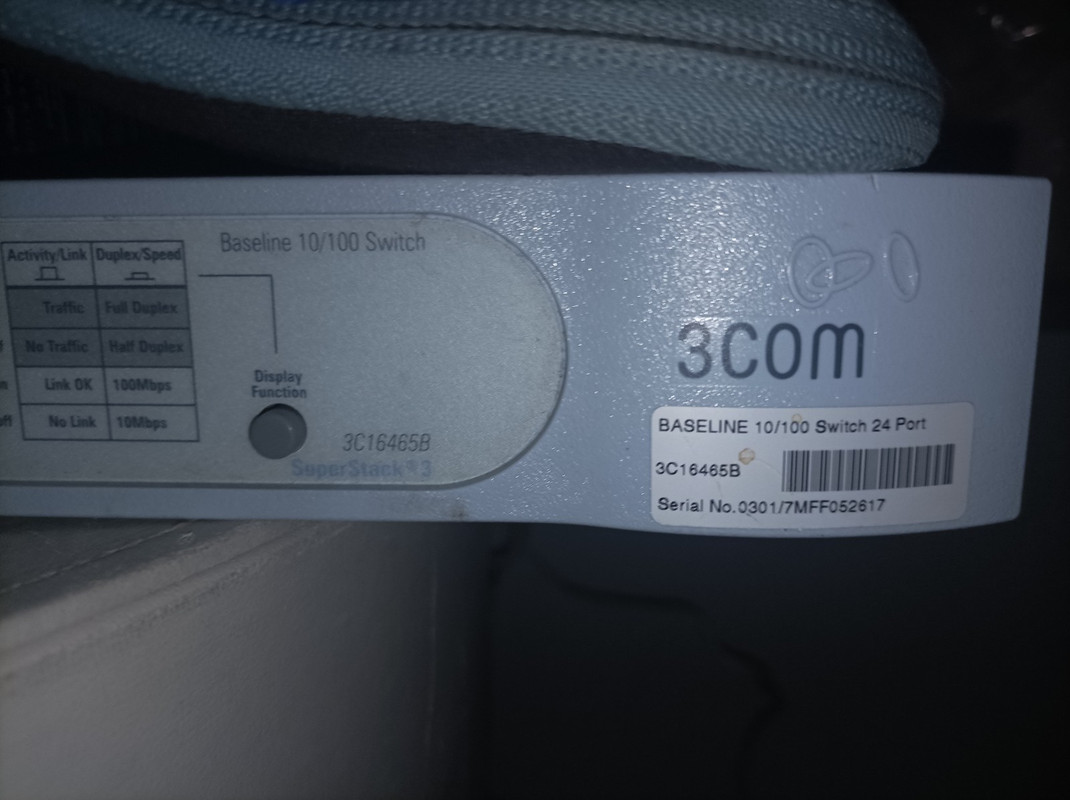 Baseline 10/100 Switch
Activity/Link Duplex/Speed
Traffic Full Duplex
No Traffic Half Duplex
Link OK 100Mbps
No Link 10Mbps
Display
Function
3C16465B
SuperStack® 3
3COM
BASELINE 10/100 Switch 24 Port
3C16465B
Serial No.0301/7MFF052617